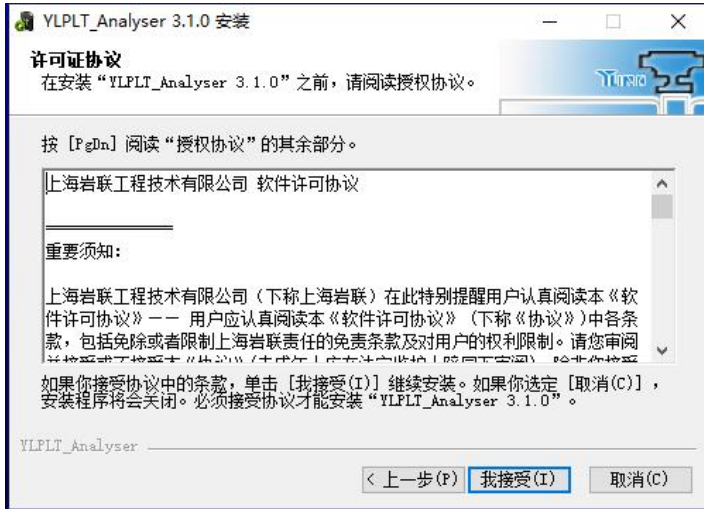 YLPLT_Analyser 3.1.0 安装
许可证协议
在安装“YLPLT_Analyser 3.1.0”之前，请阅读授权协议。
按 [PgDn] 阅读“授权协议”的其余部分。
上海岩联工程技术有限公司 软件许可协议
重要须知：
上海岩联工程技术有限公司（下称上海岩联）在此特别提醒用户认真阅读本《软
件许可协议》—— 用户应认真阅读本《软件许可协议》（下称《协议》）中各条
款，包括免除或者限制上海岩联责任的免责条款及对用户的权利限制。请您审阅
如果你接受协议中的条款，单击 [我接受(I)] 继续安装。如果你选定 [取消(C)] ，
安装程序将会关闭。必须接受协议才能安装“YLPLT_Analyser 3.1.0”。
YLPLT_Analyser
< 上一步(P)
我接受(I)
取消(C)